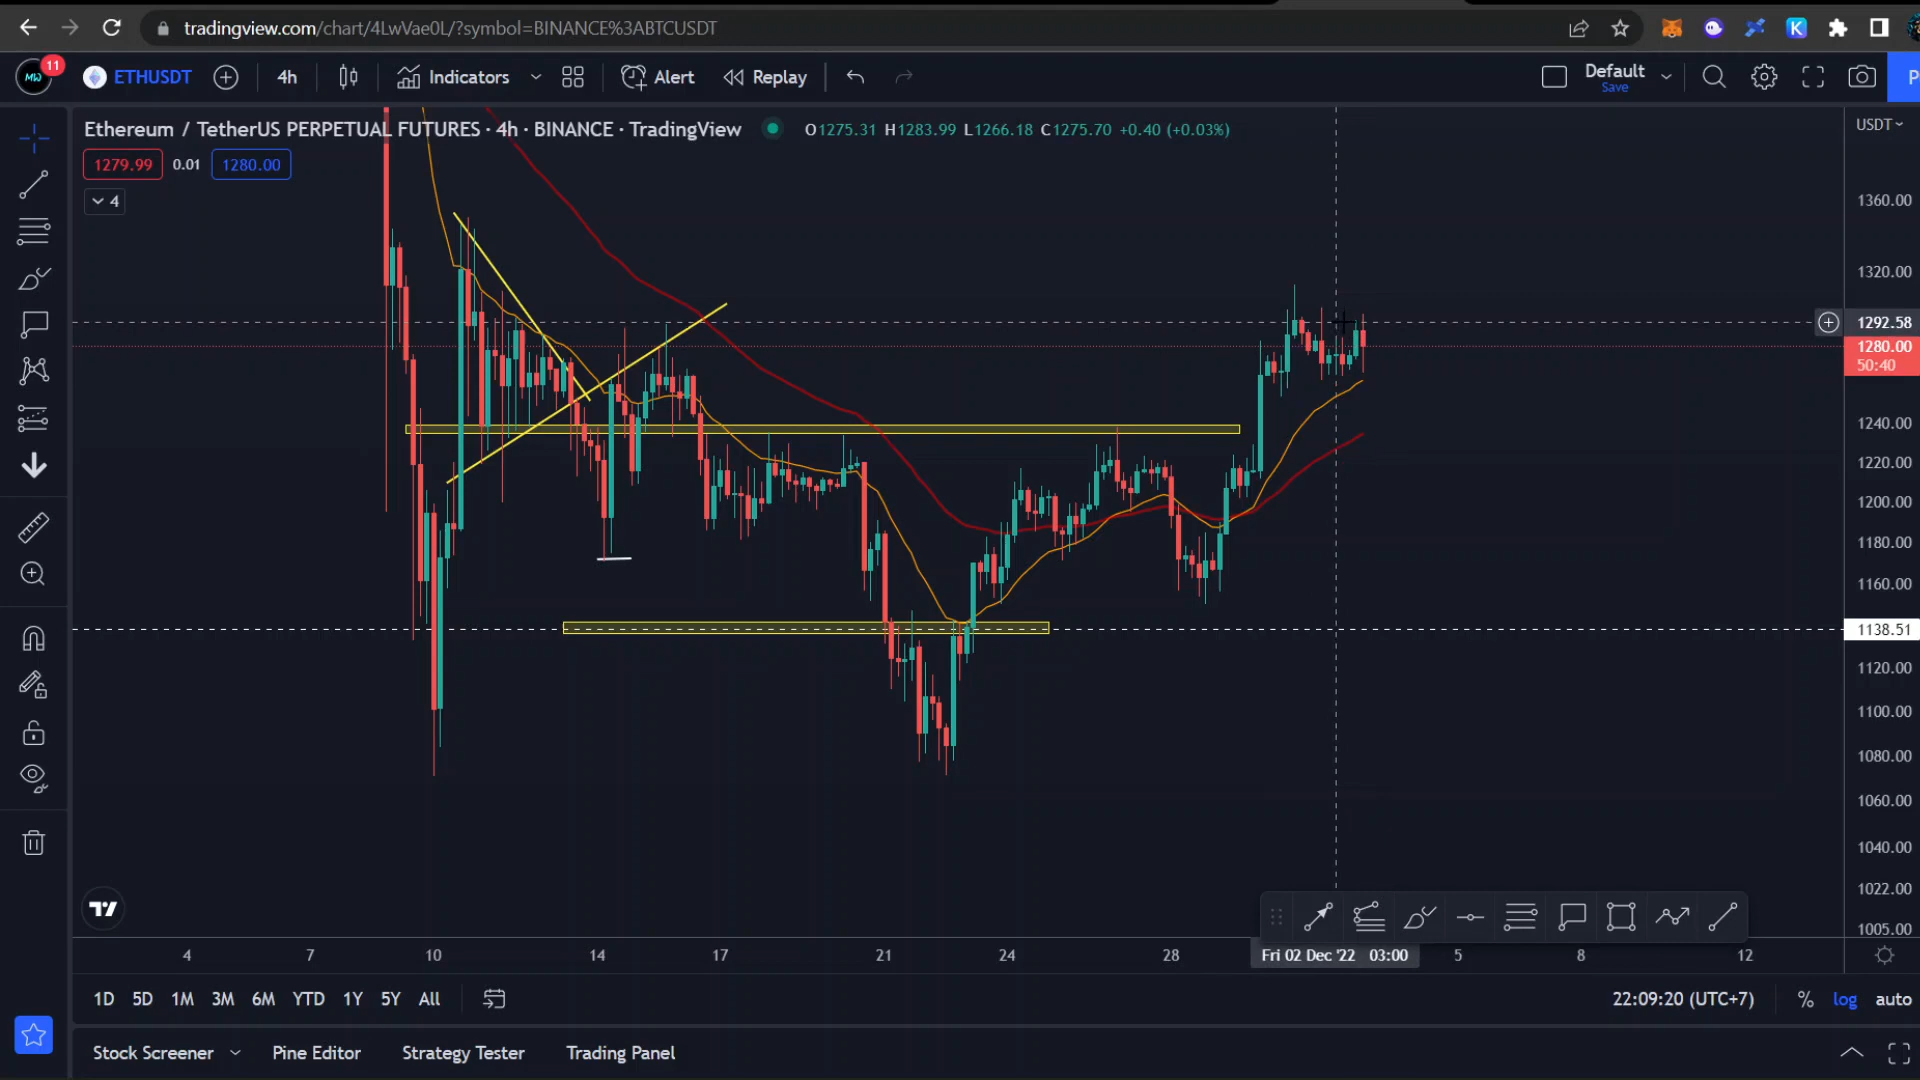 tradingview.com/chart/4LwVae0L/?symbol=BINANCE%3ABTCUSDT
K
MW 11 ETHUSDT 4h Indicators Alert Replay Default
Save
P
Ethereum / TetherUS PERPETUAL FUTURES · 4h · BINANCE · TradingView O1275.31 H1283.99 L1266.18 C1275.70 +0.40 (+0.03%)
USDT
1279.99 0.01 1280.00
4
1360.00
1320.00
1292.58
1280.00
50:40
1240.00
1220.00
1200.00
1180.00
1160.00
1138.51
1120.00
1100.00
1080.00
1060.00
1040.00
1022.00
1005.00
4 7 10 14 17 21 24 28 Fri 02 Dec '22 03:00 5 8 12
1D 5D 1M 3M 6M YTD 1Y 5Y All 22:09:20 (UTC+7) % log auto
Stock Screener Pine Editor Strategy Tester Trading Panel